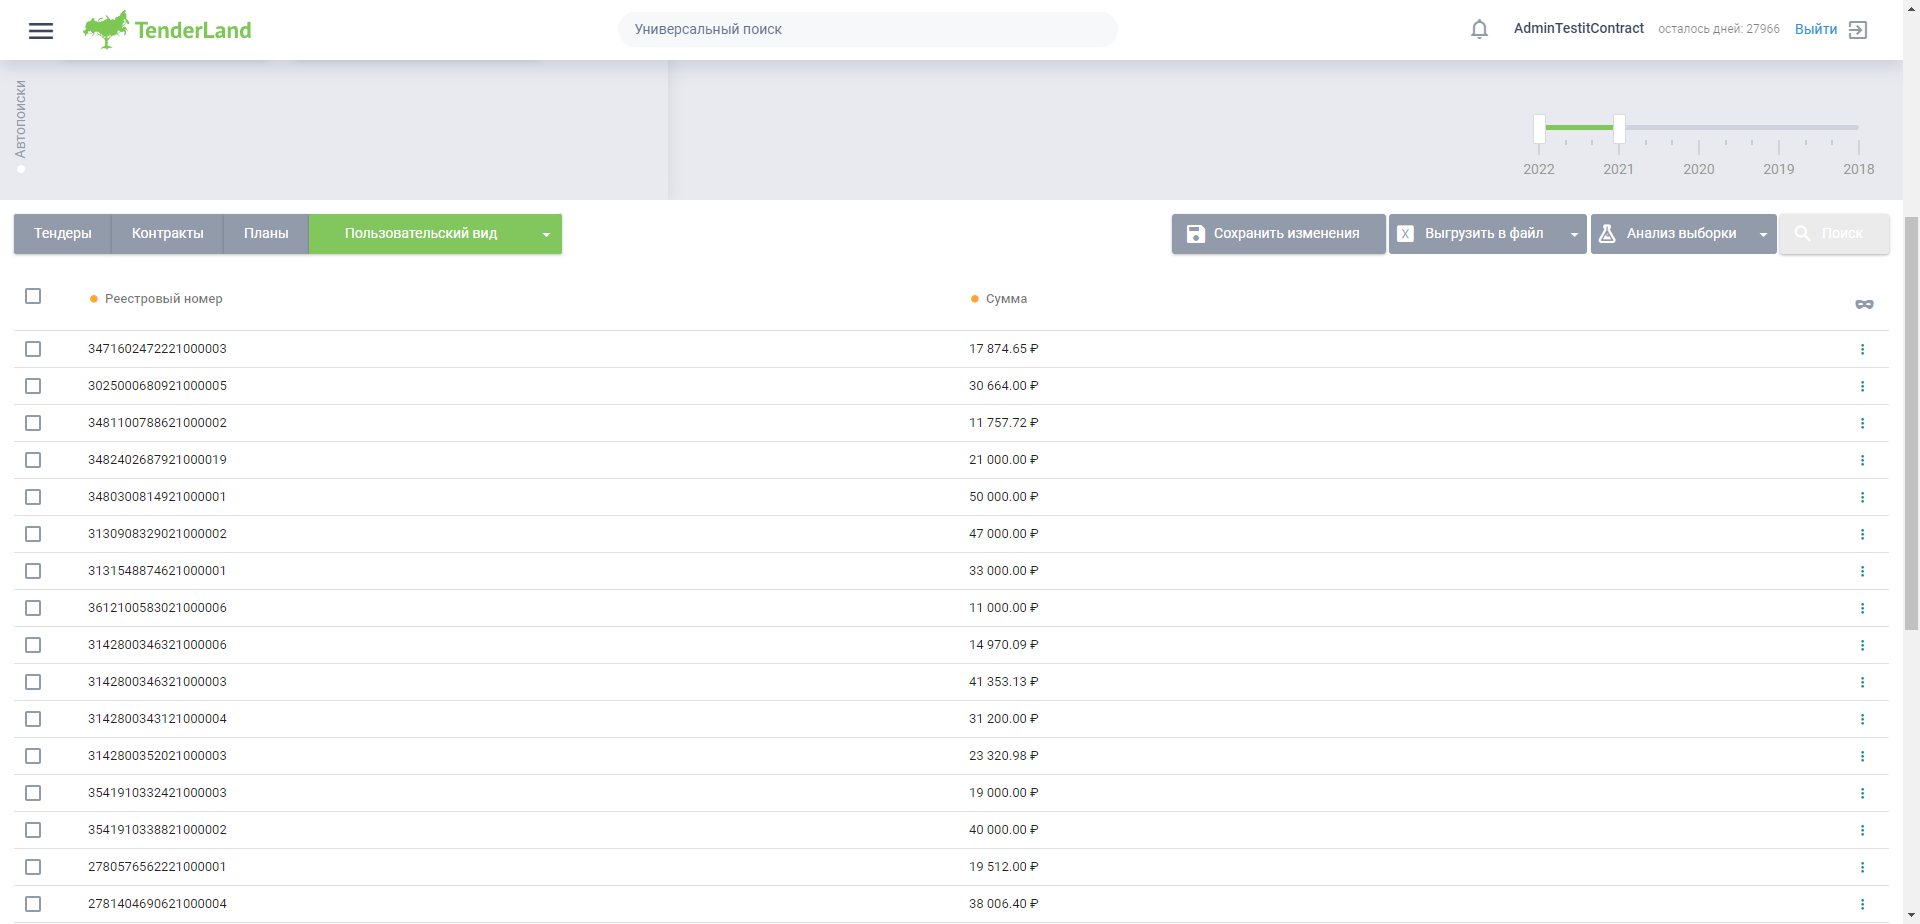 TenderLand
Универсальный поиск
AdminTestitContract
осталось дней: 27966
Выйти
Автопоиски
2022 2021 2020 2019 2018
Тендеры Контракты Планы Пользовательский вид
Сохранить изменения X Выгрузить в файл Анализ выборки Поиск
Реестровый номер Сумма
3471602472221000003 17 874.65 ₽
3025000680921000005 30 664.00 ₽
3481100788621000002 11 757.72 ₽
3482402687921000019 21 000.00 ₽
3480300814921000001 50 000.00 ₽
3130908329021000002 47 000.00 ₽
3131548874621000001 33 000.00 ₽
3612100583021000006 11 000.00 ₽
3142800346321000006 14 970.09 ₽
3142800346321000003 41 353.13 ₽
3142800343121000004 31 200.00 ₽
3142800352021000003 23 320.98 ₽
3541910332421000003 19 000.00 ₽
3541910338821000002 40 000.00 ₽
2780576562221000001 19 512.00 ₽
2781404690621000004 38 006.40 ₽